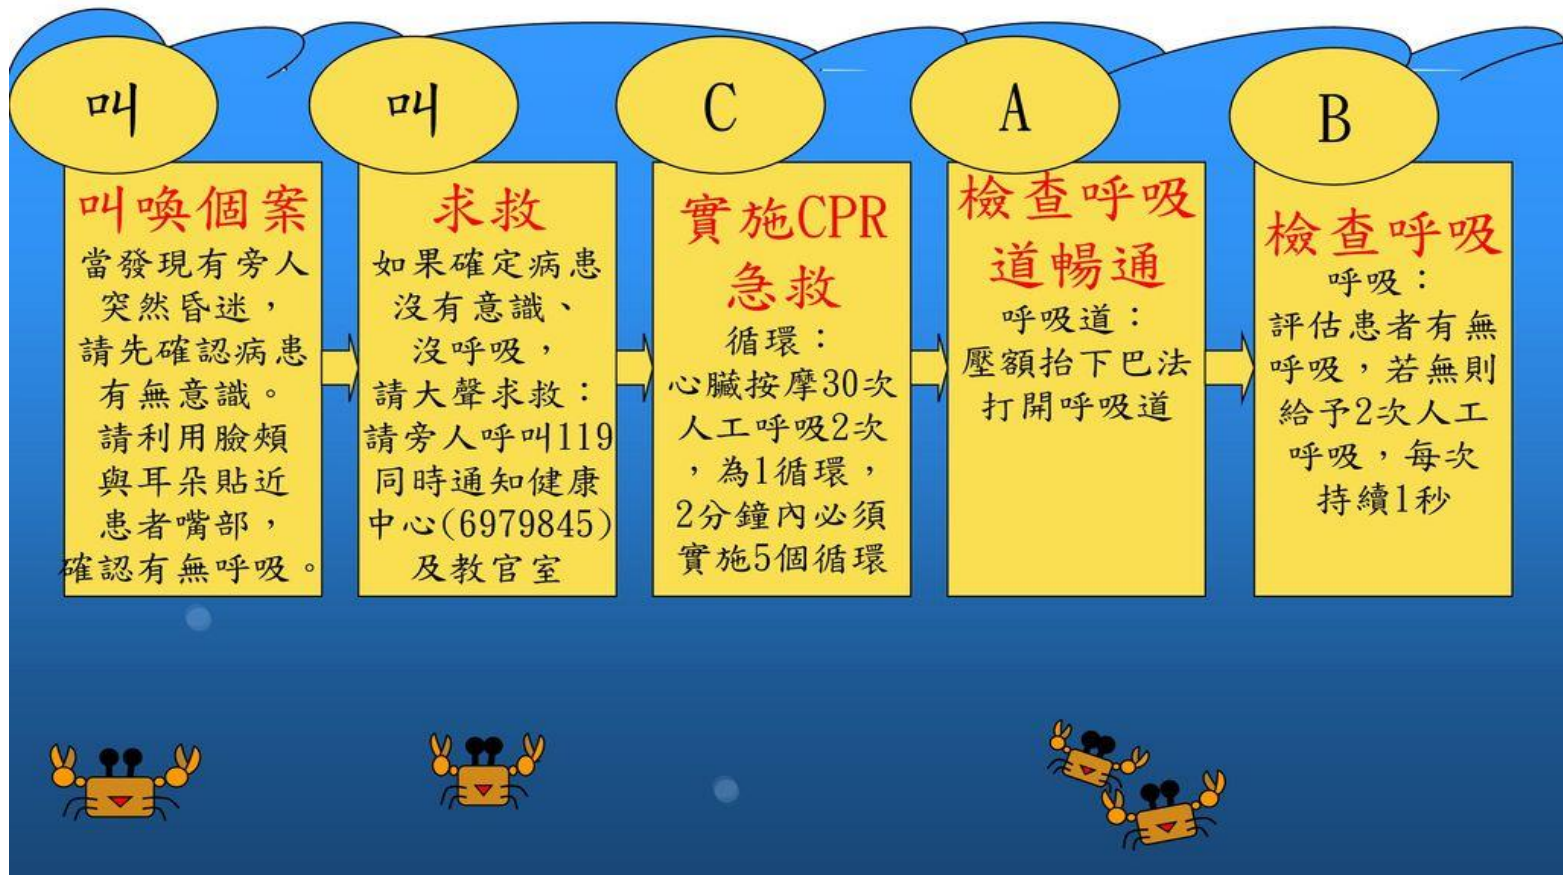 叫
叫喚個案
當發現有旁人
突然昏迷，
請先確認病患
有無意識。
請利用臉頰
與耳朵貼近
患者嘴部，
確認有無呼吸。
叫
求救
如果確定病患
沒有意識、
沒呼吸，
請大聲求救：
請旁人呼叫119
同時通知健康
中心(6979845)
及教官室
C
實施CPR
急救
循環：
心臟按摩30次
人工呼吸2次
，為1循環，
2分鐘內必須
實施5個循環
A
檢查呼吸
道暢通
呼吸道：
壓額抬下巴法
打開呼吸道
B
檢查呼吸
呼吸：
評估患者有無
呼吸，若無則
給予2次人工
呼吸，每次
持續1秒